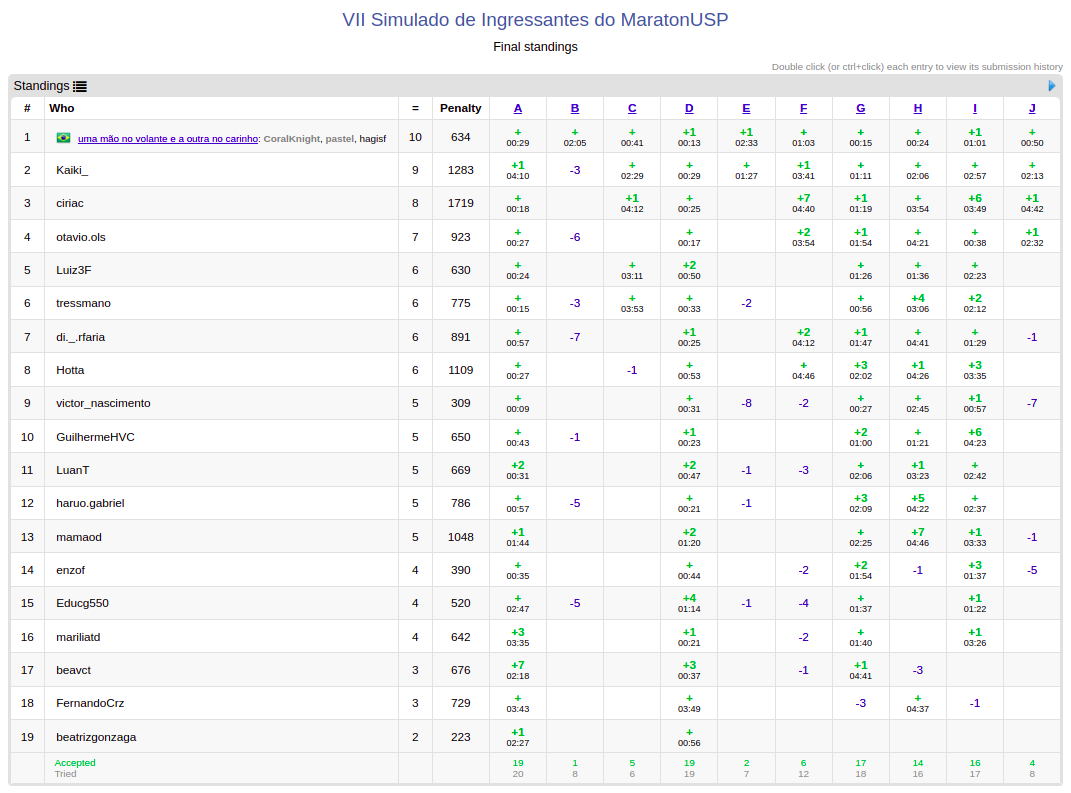 VII Simulado de Ingressantes do MaratonUSP
Final standings
Double click (or ctrl+click) each entry to view its submission history
Standings
# Who = Penalty A B C D E F G H I J
1 uma mão no volante e a outra no carinho: CoralKnight, pastel, hagisf 10 634 + + + +1 +1 + + + +1 +
00:29 02:05 00:41 00:13 02:33 01:03 00:15 00:24 01:01 00:50
2 Kaiki_ 9 1283 +1 -3 + + + +1 + + + +
04:10 02:29 00:29 01:27 03:41 01:11 02:06 02:57 02:13
3 ciriac 8 1719 + +1 + +7 +1 + +6 +1
00:18 04:12 00:25 04:40 01:19 03:54 03:49 04:42
4 otavio.ols 7 923 + -6 + +2 +1 + + +1
00:27 00:17 03:54 01:54 04:21 00:38 02:32
5 Luiz3F 6 630 + + +2 + + +
00:24 03:11 00:50 01:26 01:36 02:23
6 tressmano 6 775 + -3 + + -2 + +4 +2
00:15 03:53 00:33 00:56 03:06 02:12
7 di._.rfaria 6 891 + -7 +1 +2 +1 + + -1
00:57 00:25 04:12 01:47 04:41 01:29
8 Hotta 6 1109 + -1 + + +3 +1 +3
00:27 00:53 04:46 02:02 04:26 03:35
9 victor_nascimento 5 309 + + -8 -2 + + +1 -7
00:09 00:31 00:27 02:45 00:57
10 GuilhermeHVC 5 650 + -1 +1 +2 + +6
00:43 00:23 01:00 01:21 04:23
11 LuanT 5 669 +2 +2 -1 -3 + +1 +
00:31 00:47 02:06 03:23 02:42
12 haruo.gabriel 5 786 + -5 + -1 +3 +5 +
00:57 00:21 02:09 04:22 02:37
13 mamaod 5 1048 +1 +2 + +7 +1 -1
01:44 01:20 02:25 04:46 03:33
14 enzof 4 390 + + -2 +2 -1 +3 -5
00:35 00:44 01:54 01:37
15 Educg550 4 520 + -5 +4 -1 -4 + +1
02:47 01:14 01:37 01:22
16 mariliatd 4 642 +3 +1 -2 + +1
03:35 00:21 01:40 03:26
17 beavct 3 676 +7 +3 -1 +1 -3
02:18 00:37 04:41
18 FernandoCrz 3 729 + + -3 + -1
03:43 03:49 04:37
19 beatrizgonzaga 2 223 +1 +
02:27 00:56
Accepted 19 1 5 19 2 6 17 14 16 4
Tried 20 8 6 19 7 12 18 16 17 8